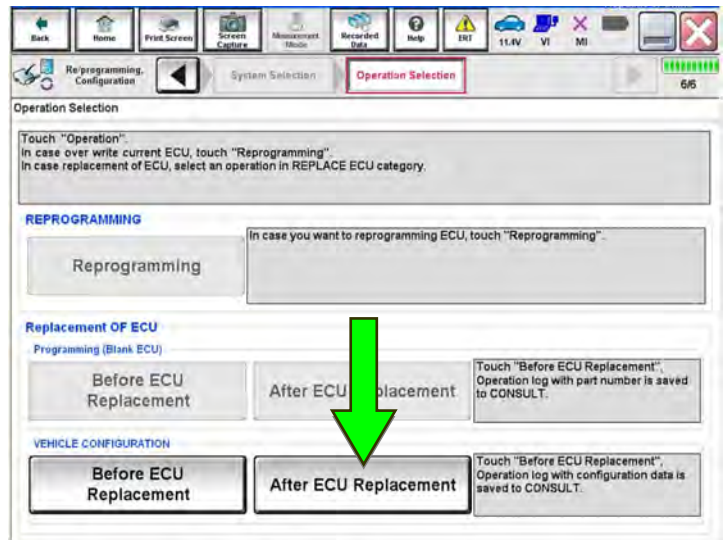 Back
Home
Print Screen
Screen
Capture
Measurement
Mode
Recorded
Data
Help
ERT
11.4V
VI
MI
Re/programming,
Configuration
System Selection
Operation Selection
6/6
Operation Selection
Touch "Operation".
In case over write current ECU, touch "Reprogramming".
In case replacement of ECU, select an operation in REPLACE ECU category.
REPROGRAMMING
Reprogramming
In case you want to reprogramming ECU, touch "Reprogramming".
Replacement OF ECU
Programming (Blank ECU)
Before ECU
Replacement
After ECU
Touch "Before ECU Replacement",
Operation log with part number is saved
to CONSULT.
VEHICLE CONFIGURATION
Before ECU
Replacement
After ECU Replacement
Touch "Before ECU Replacement",
Operation log with configuration data is
saved to CONSULT.